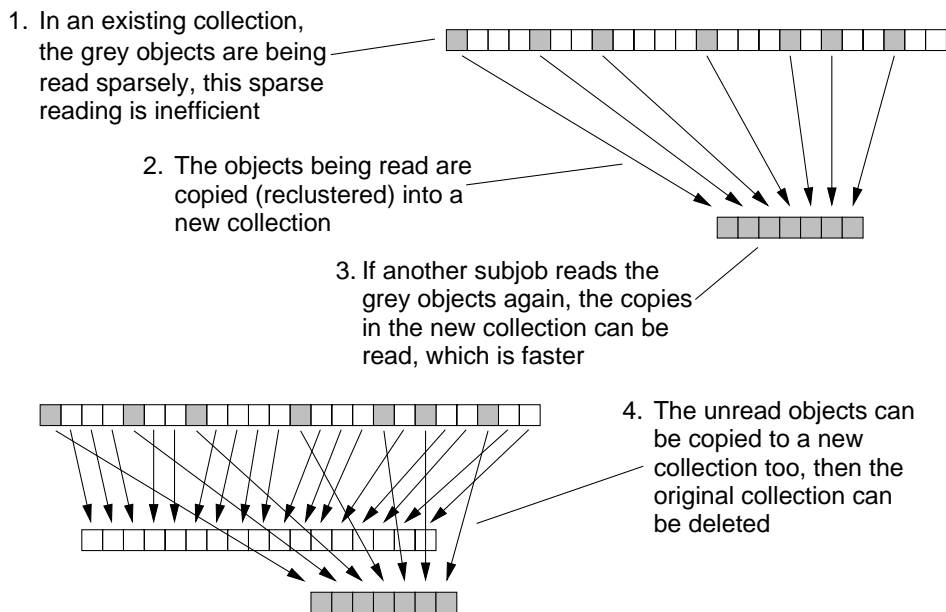 1. In an existing collection,
the grey objects are being
read sparsely, this sparse
reading is inefficient
2. The objects being read are
copied (reclustered) into a
new collection
3. If another subjob reads the
grey objects again, the copies
in the new collection can be
read, which is faster
4. The unread objects can
be copied to a new
collection too, then the
original collection can
be deleted